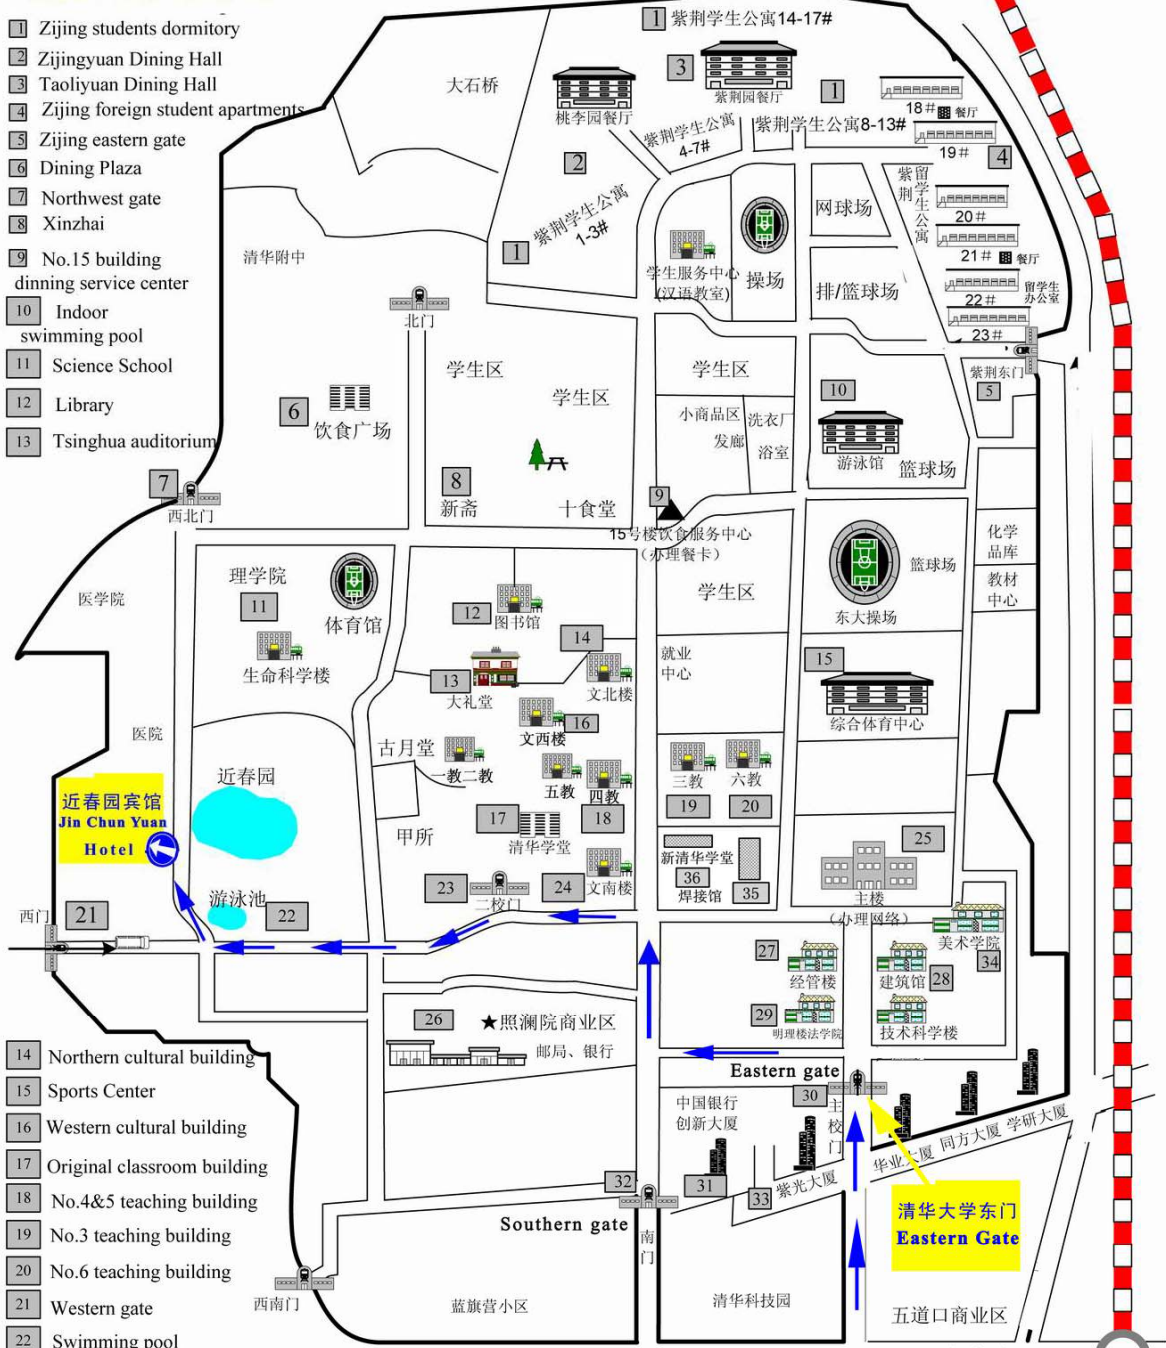 1 Zijing students dormitory
2 Zijingyuan Dining Hall
3 Taoliyuan Dining Hall
4 Zijing foreign student apartments
5 Zijing eastern gate
6 Dining Plaza
7 Northwest gate
8 Xinzhai
9 No.15 building
dinning service center
10 Indoor
swimming pool
11 Science School
12 Library
13 Tsinghua auditorium
1 紫荆学生公寓14-17#
大石桥
桃李园餐厅
3
紫荆园餐厅
1
18# 餐厅
紫荆学生公寓
4-7#
紫荆学生公寓8-13#
19#
4
2
紫荆
留学生公寓
20#
紫荆学生公寓
1-3#
1
网球场
21# 餐厅
清华附中
学生服务中心
(汉语教室)
操场
排/篮球场
22#
留学生
办公室
23#
北门
紫荆东门
5
学生区
学生区
学生区
10
6
饮食广场
小商品区
发廊
洗衣厂
浴室
游泳馆
篮球场
7
西北门
8
新斋
十食堂
9
15号楼饮食服务中心
（办理餐卡）
化学
品库
医学院
理学院
11
体育馆
12
图书馆
学生区
东大操场
篮球场
教材
中心
生命科学楼
14
13
大礼堂
文北楼
就业
中心
15
综合体育中心
医院
16
文西楼
古月堂
一教二教
五教
四教
三教
六教
近春园
近春园宾馆
Jin Chun Yuan
Hotel
甲所
17
清华学堂
18
19
20
新清华学堂
36
焊接馆
35
25
主楼
（办理网络）
23
二校门
24
文南楼
西门
21
游泳池
22
27
经管楼
建筑馆
28
美术学院
34
26
★照澜院商业区
邮局、银行
29
明理楼法学院
技术科学楼
Eastern gate
30
主校门
中国银行
创新大厦
31
32
33
紫光大厦
华业大厦
同方大厦
学研大厦
Southern gate
南门
清华大学东门
Eastern Gate
西南门
蓝旗营小区
清华科技园
五道口商业区
14 Northern cultural building
15 Sports Center
16 Western cultural building
17 Original classroom building
18 No.4&5 teaching building
19 No.3 teaching building
20 No.6 teaching building
21 Western gate
22 Swimming pool